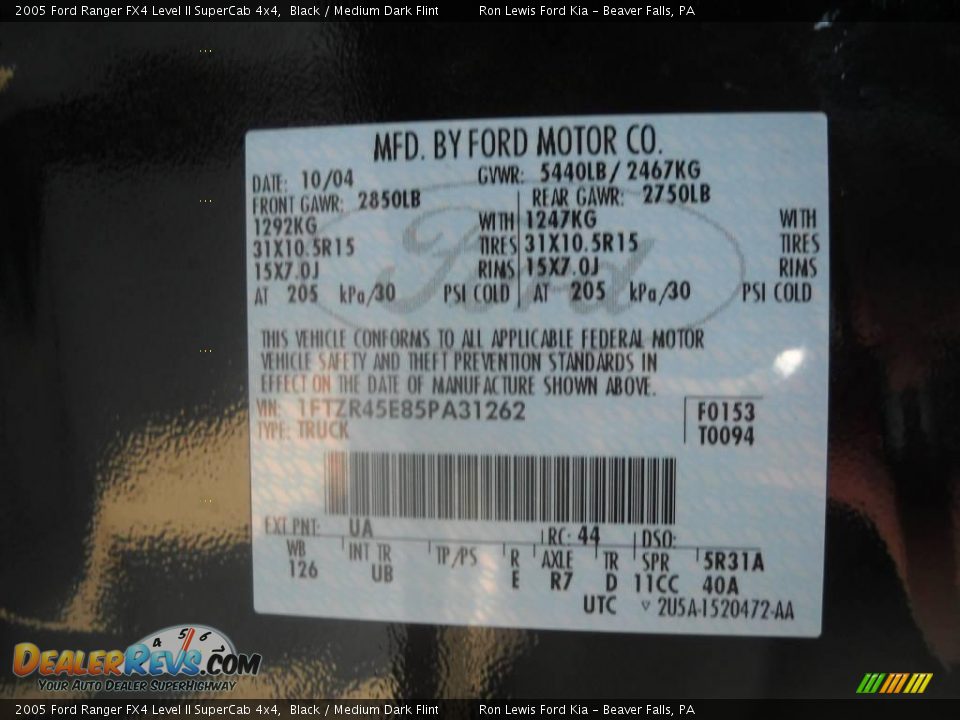 2005 Ford Ranger FX4 Level II SuperCab 4x4, Black / Medium Dark Flint Ron Lewis Ford Kia - Beaver Falls, PA
MFD. BY FORD MOTOR CO.
DATE: 10/04 GVWR: 5440LB / 2467KG
FRONT GAWR: 2850LB REAR GAWR: 2750LB
1292KG WITH 1247KG WITH
31X10.5R15 TIRES 31X10.5R15 TIRES
15X7.0J RIMS 15X7.0J RIMS
AT 205 kPa/30 PSI COLD AT 205 kPa/30 PSI COLD
Ford
THIS VEHICLE CONFORMS TO ALL APPLICABLE FEDERAL MOTOR
VEHICLE SAFETY AND THEFT PREVENTION STANDARDS IN
EFFECT ON THE DATE OF MANUFACTURE SHOWN ABOVE.
VIN: 1FTZR45E85PA31262 F0153
TYPE: TRUCK T0094
EXT PNT: UA RC: 44 DSO:
WB INT TR TP/PS R AXLE TR SPR 5R31A
126 UB E R7 D 11CC 40A
UTC ▽ 2U5A-1520472-AA
4 5 6
DEALERREVS.COM
YOUR AUTO DEALER SUPERHIGHWAY
2005 Ford Ranger FX4 Level II SuperCab 4x4, Black / Medium Dark Flint Ron Lewis Ford Kia - Beaver Falls, PA